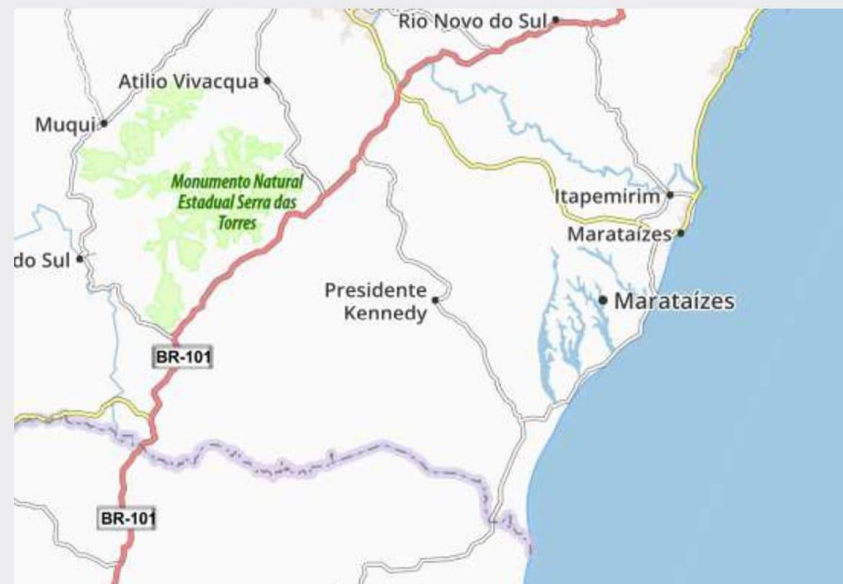 Rio Novo do Sul
Atilio Vivacqua
Muqui
Monumento Natural
Estadual Serra das
Torres
Itapemirim
Marataízes
do Sul
Presidente
Kennedy
Marataízes
BR-101
BR-101